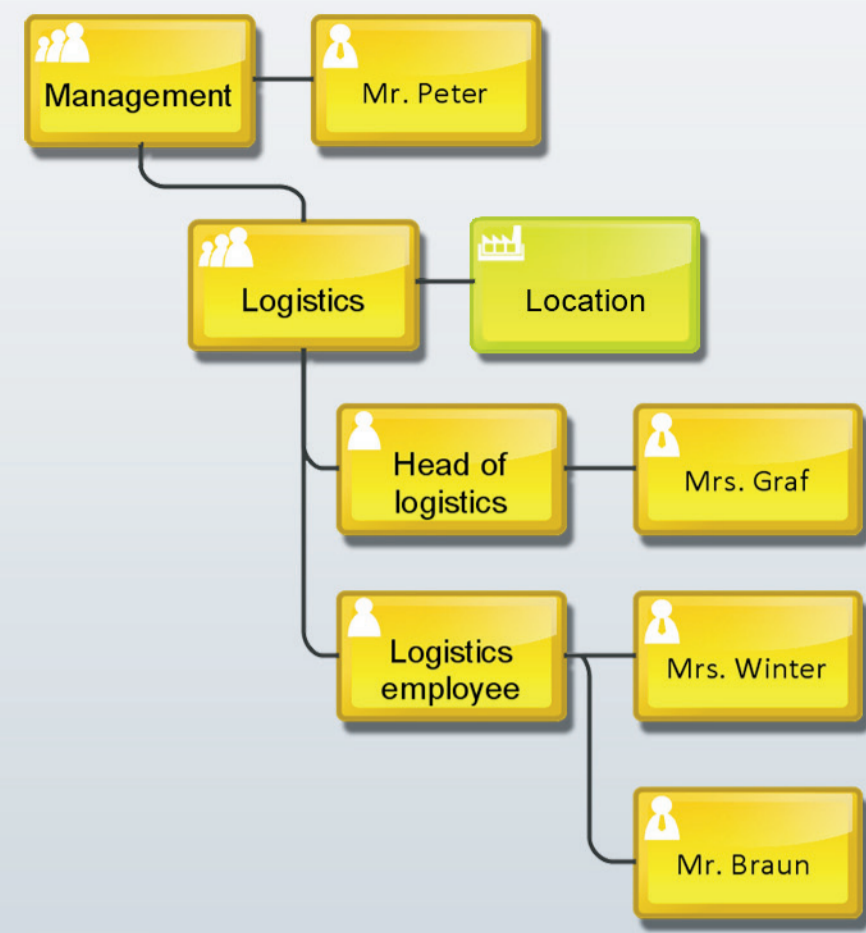 Management
Mr. Peter
Logistics
Location
Head of
logistics
Mrs. Graf
Logistics
employee
Mrs. Winter
Mr. Braun